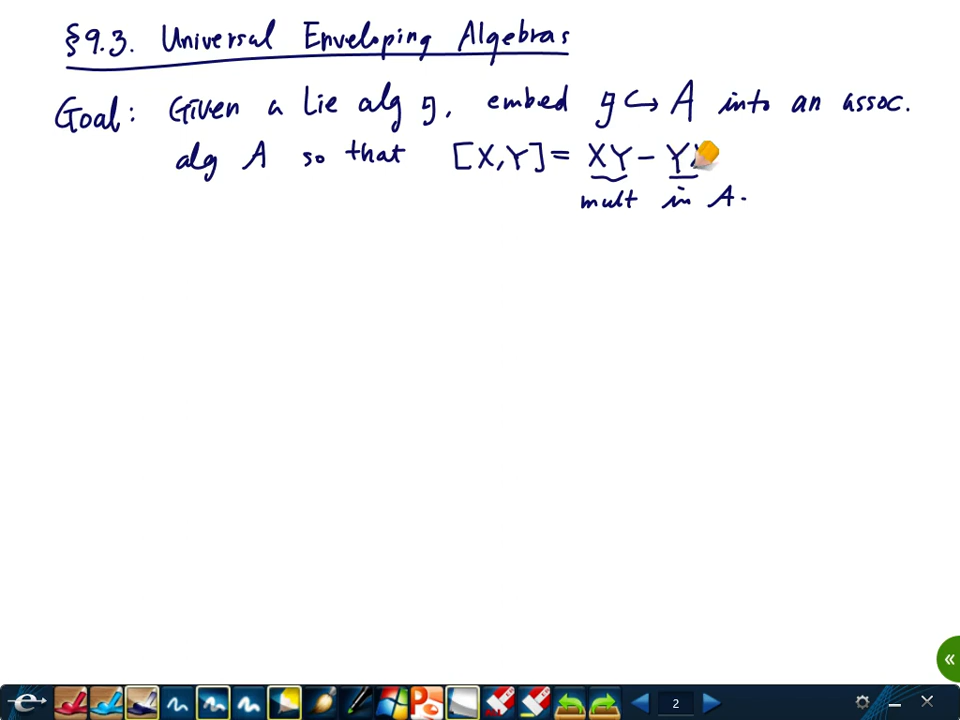 §9.3. Universal Enveloping Algebras
Goal: Given a Lie alg g, embed g ↪ A into an assoc.
alg A so that [X,Y] = XY - Y
mult in A.
2